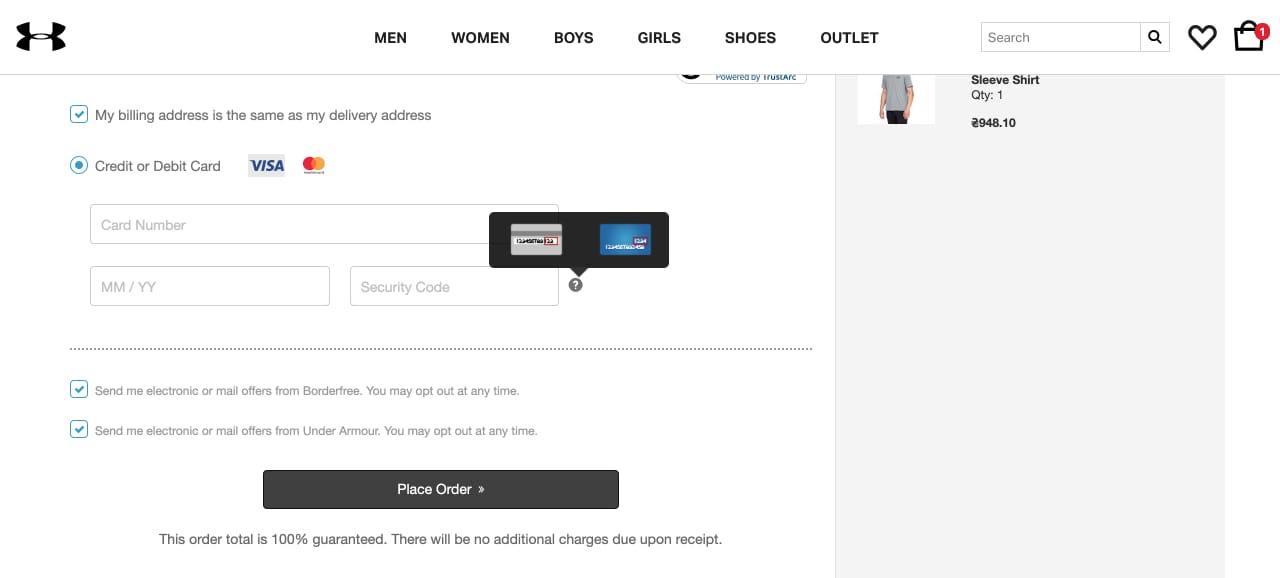 MEN WOMEN BOYS GIRLS SHOES OUTLET Search 1
Powered by TrustArc
Sleeve Shirt
Qty: 1
₴948.10
My billing address is the same as my delivery address
Credit or Debit Card VISA
Card Number
MM / YY Security Code ?
Send me electronic or mail offers from Borderfree. You may opt out at any time.
Send me electronic or mail offers from Under Armour. You may opt out at any time.
Place Order »
This order total is 100% guaranteed. There will be no additional charges due upon receipt.